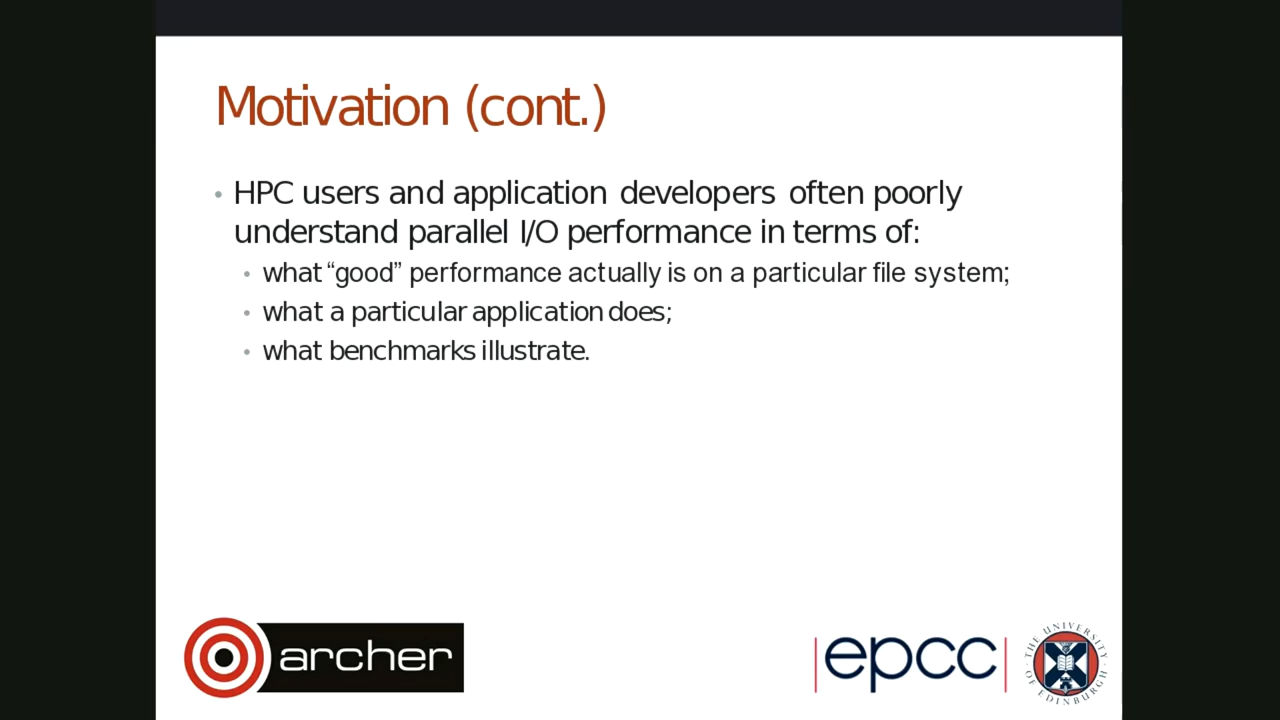 Motivation (cont.)
• HPC users and application developers often poorly
understand parallel I/O performance in terms of:
• what “good” performance actually is on a particular file system;
• what a particular application does;
• what benchmarks illustrate.
archer
epcc
THE UNIVERSITY
OF EDINBURGH